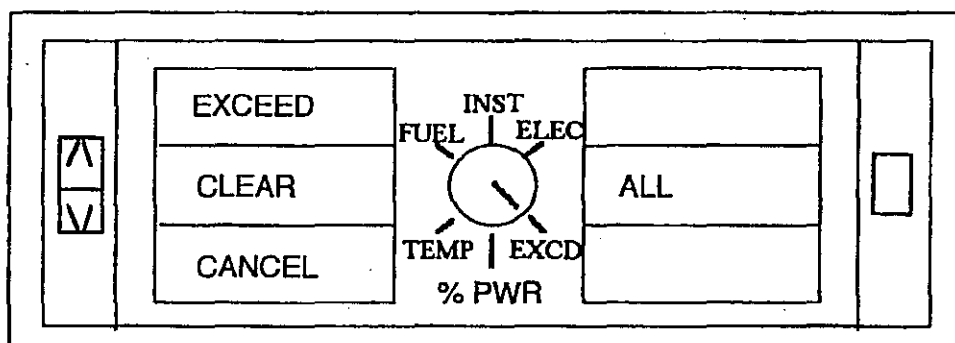 EXCEED
CLEAR
CANCEL
INST
FUEL
ELEC
TEMP
EXCD
% PWR
ALL